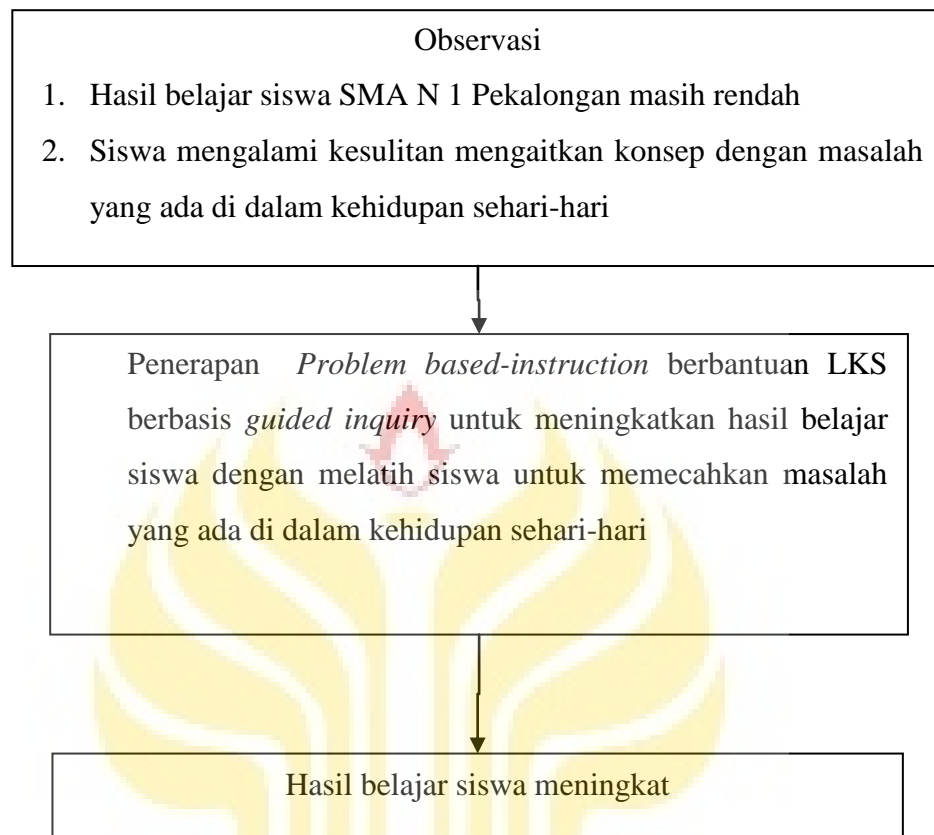 Observasi
1. Hasil belajar siswa SMA N 1 Pekalongan masih rendah
2. Siswa mengalami kesulitan mengaitkan konsep dengan masalah
yang ada di dalam kehidupan sehari-hari
Penerapan Problem based-instruction berbantuan LKS
berbasis guided inquiry untuk meningkatkan hasil belajar
siswa dengan melatih siswa untuk memecahkan masalah
yang ada di dalam kehidupan sehari-hari
Hasil belajar siswa meningkat